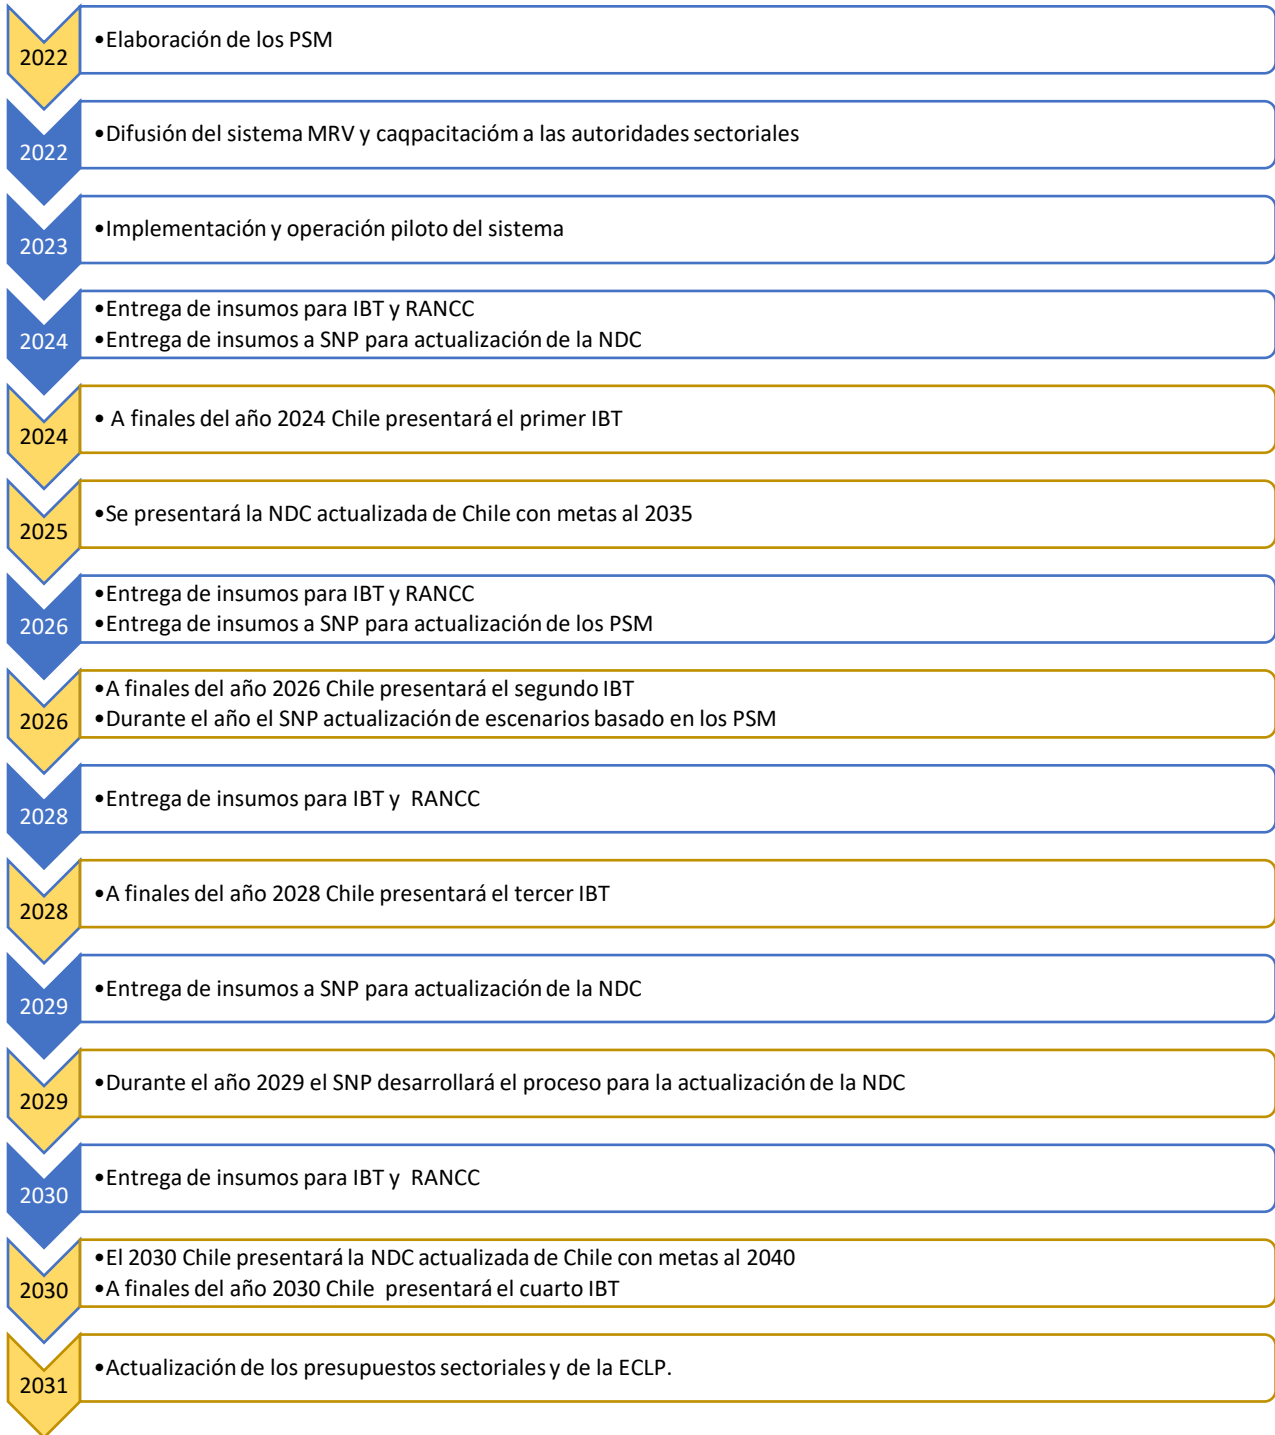 2022
•Elaboración de los PSM
2022
•Difusión del sistema MRV y caqpacitacióm a las autoridades sectoriales
2023
•Implementación y operación piloto del sistema
2024
•Entrega de insumos para IBT y RANCC
•Entrega de insumos a SNP para actualización de la NDC
2024
• A finales del año 2024 Chile presentará el primer IBT
2025
•Se presentará la NDC actualizada de Chile con metas al 2035
2026
•Entrega de insumos para IBT y RANCC
•Entrega de insumos a SNP para actualización de los PSM
2026
•A finales del año 2026 Chile presentará el segundo IBT
•Durante el año el SNP actualización de escenarios basado en los PSM
2028
•Entrega de insumos para IBT y RANCC
2028
•A finales del año 2028 Chile presentará el tercer IBT
2029
•Entrega de insumos a SNP para actualización de la NDC
2029
•Durante el año 2029 el SNP desarrollará el proceso para la actualización de la NDC
2030
•Entrega de insumos para IBT y RANCC
2030
•El 2030 Chile presentará la NDC actualizada de Chile con metas al 2040
•A finales del año 2030 Chile presentará el cuarto IBT
2031
•Actualización de los presupuestos sectoriales y de la ECLP.